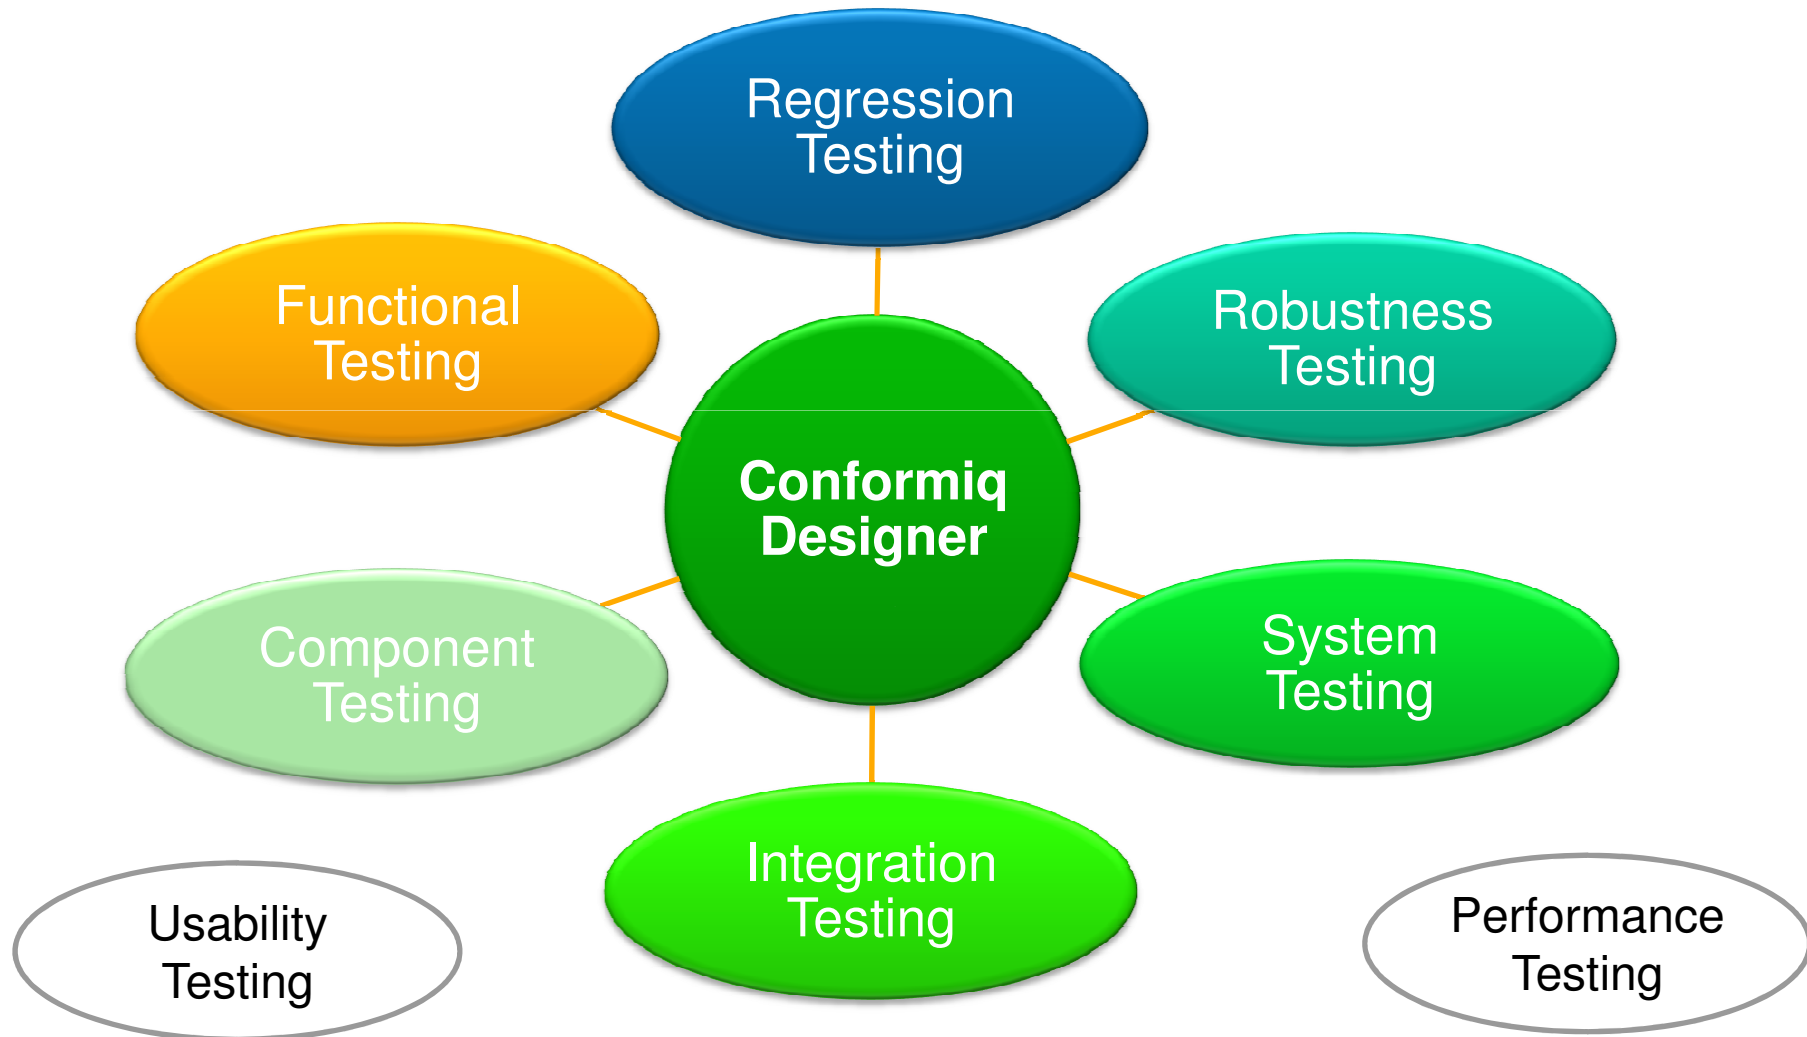 Regression
Testing
Functional
Testing
Robustness
Testing
Conformiq
Designer
Component
Testing
System
Testing
Integration
Testing
Usability
Testing
Performance
Testing